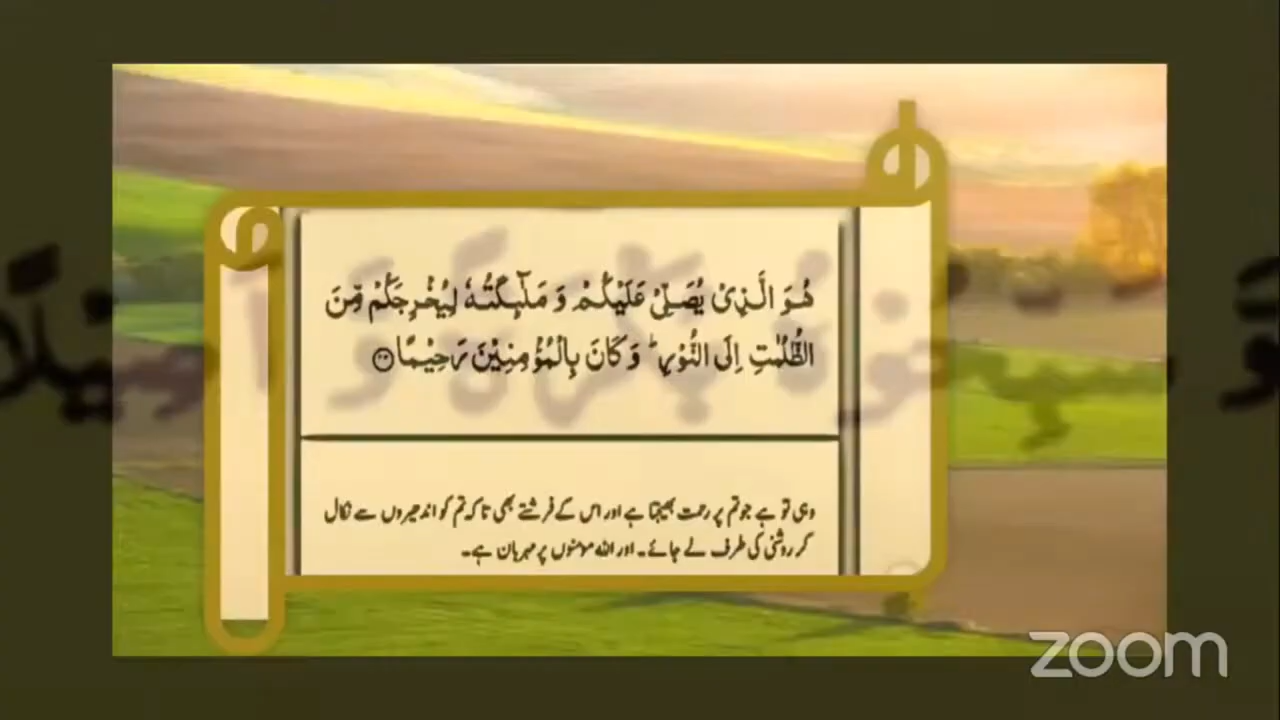 هُوَ الَّذِیْ یُصَلِّیْ عَلَیْكُمْ وَ مَلٰٓىِٕكَتُهٗ لِیُخْرِجَكُمْ مِّنَ
الظُّلُمٰتِ اِلَی النُّوْرِ ؕ وَ كَانَ بِالْمُؤْمِنِیْنَ رَحِیْمًا
وہی تو ہے جو تم پر رحمت بھیجتا ہے اور اس کے فرشتے بھی تاکہ تم کو اندھیروں سے نکال
کر روشنی کی طرف لے جائے۔ اور اللہ مومنوں پر مہربان ہے۔
zoom